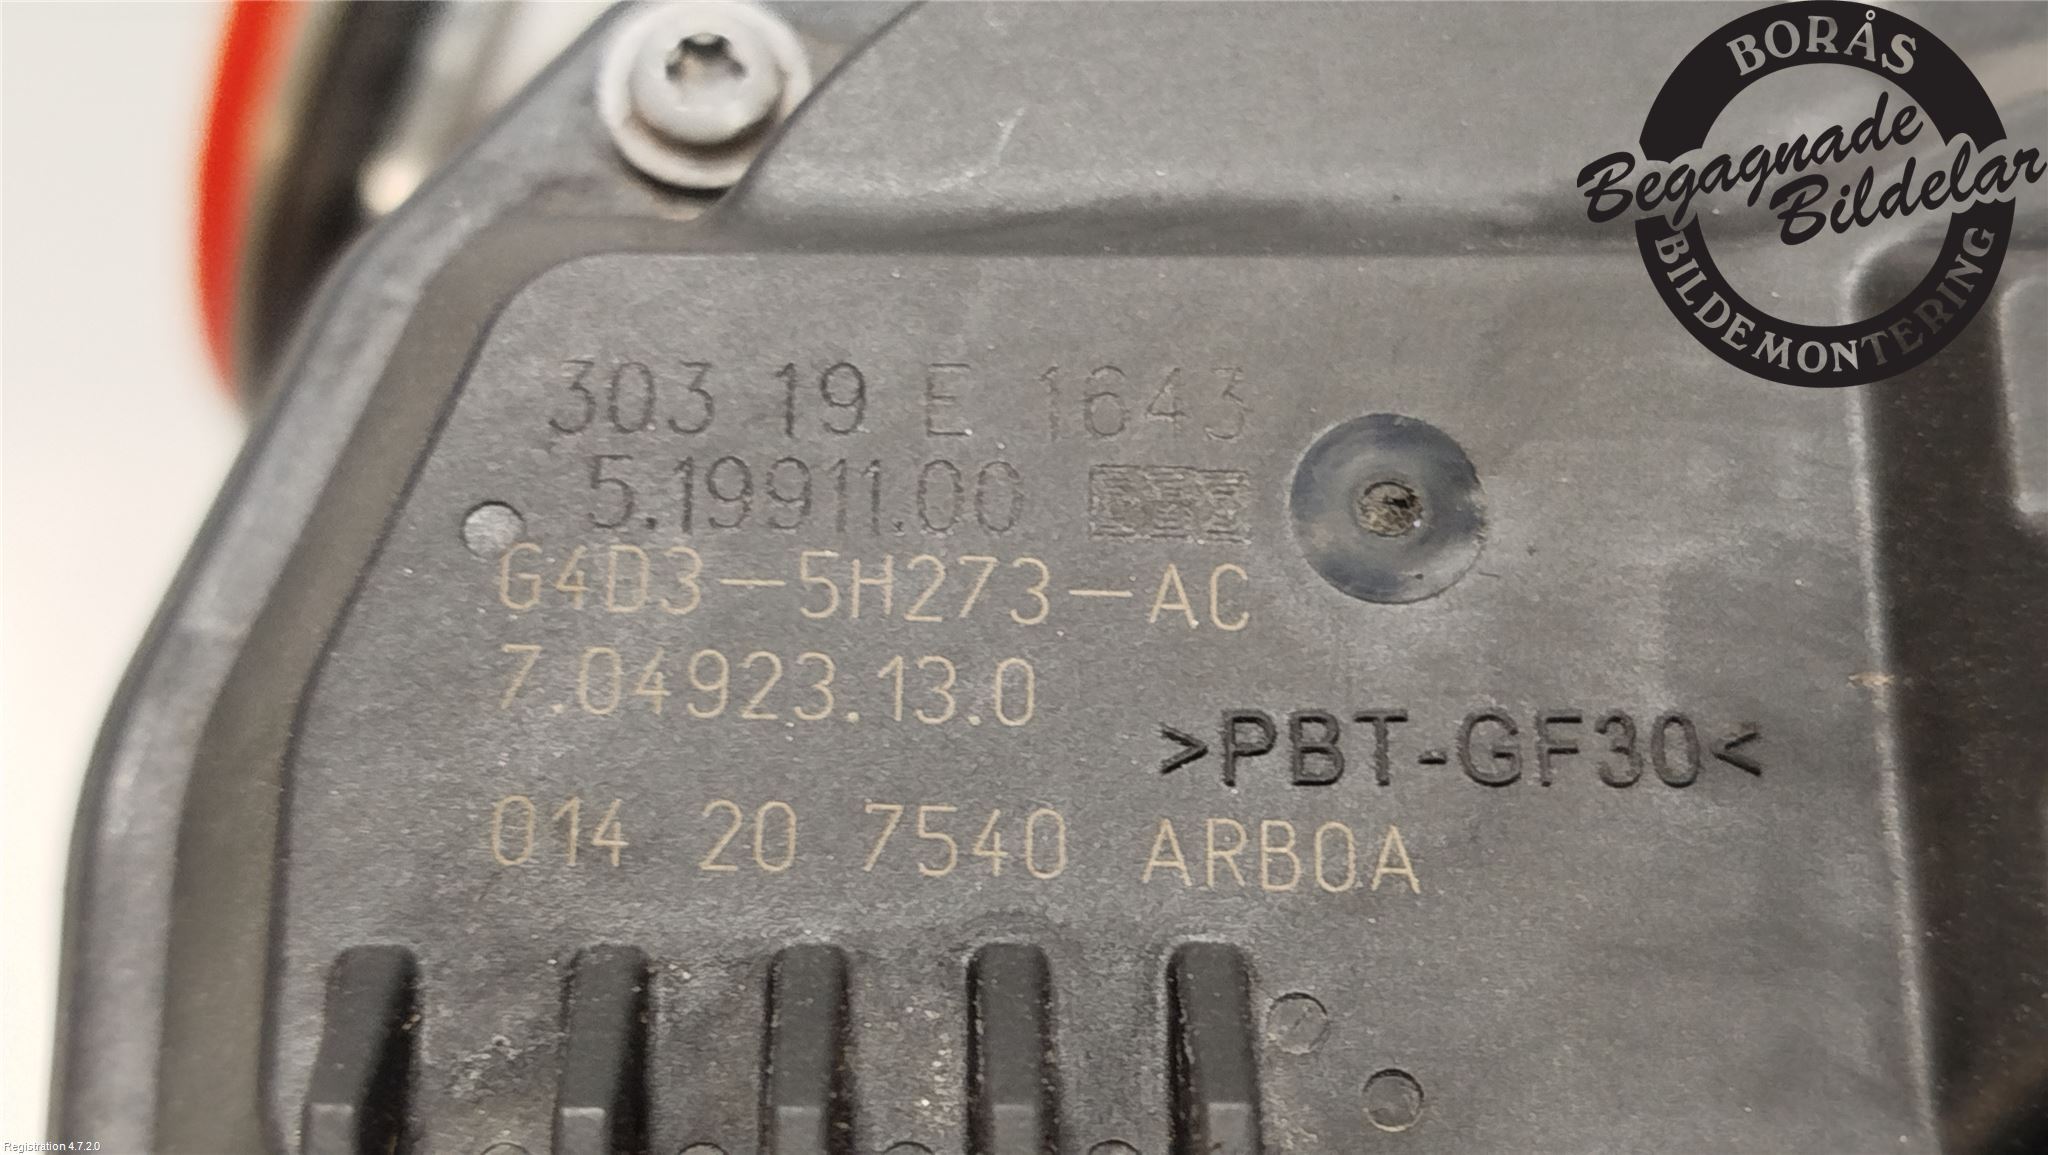 BORÅS
Begagnade
Bildelar
BILDEMONTERING
303 19 E 1643
5.19911.00
G4D3-5H273-AC
7.04923.13.0
>PBT-GF30<
014 20 7540 ARB0A
Registration 4.7.2.0